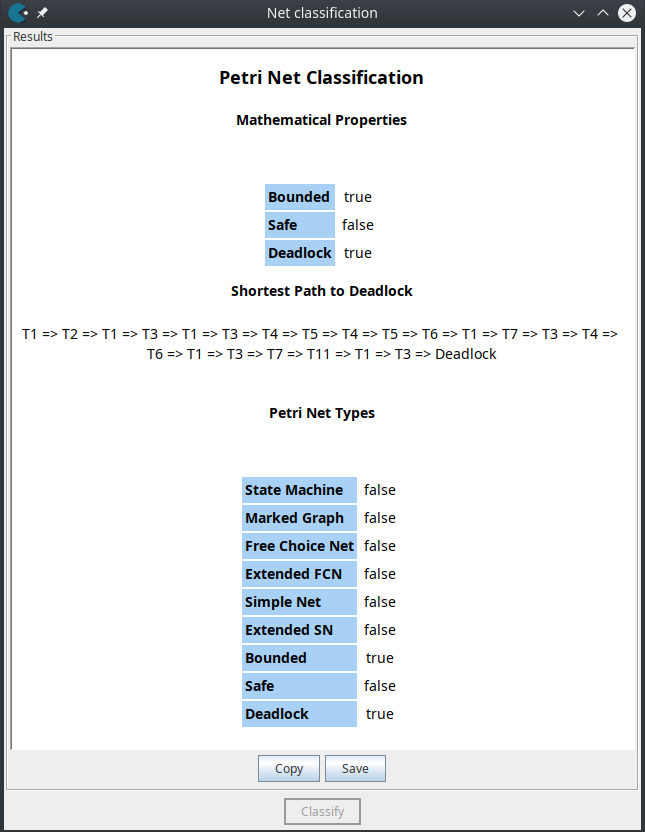 Net classification
Results
Petri Net Classification
Mathematical Properties
Bounded true
Safe false
Deadlock true
Shortest Path to Deadlock
T1 => T2 => T1 => T3 => T1 => T3 => T4 => T5 => T4 => T5 => T6 => T1 => T7 => T3 => T4 =>
T6 => T1 => T3 => T7 => T11 => T1 => T3 => Deadlock
Petri Net Types
State Machine false
Marked Graph false
Free Choice Net false
Extended FCN false
Simple Net false
Extended SN false
Bounded true
Safe false
Deadlock true
Copy Save
Classify